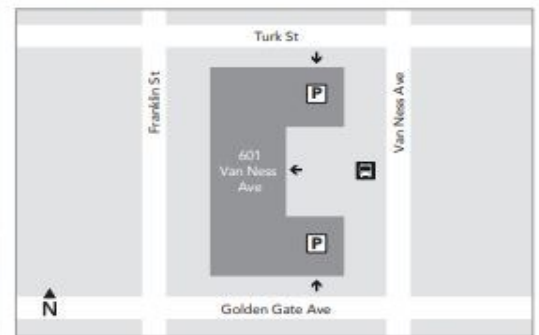 Turk St
Franklin St
Van Ness Ave
P
601
Van Ness
Ave
P
N
Golden Gate Ave